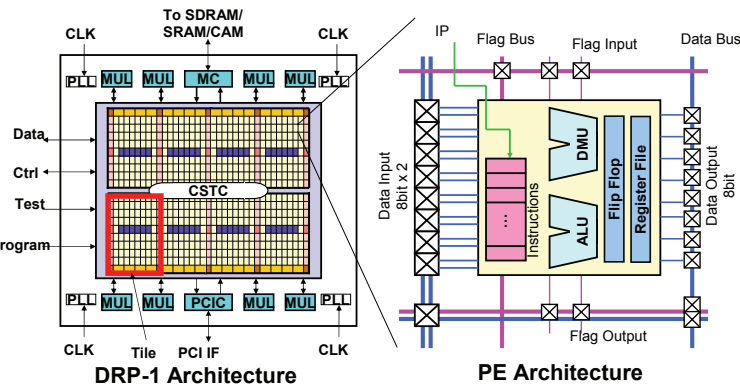 To SDRAM/
SRAM/CAM
CLK
CLK
PLL
MUL
MUL
MC
MUL
MUL
PLL
Data
Ctrl
Test
rogram
CSTC
PLL
MUL
MUL
PCIC
MUL
MUL
PLL
CLK
Tile
PCI IF
CLK
DRP-1 Architecture
IP
Flag Bus
Flag Input
Data Bus
Data Input
8bit x 2
Instructions
...
DMU
ALU
Flip Flop
Register File
Data Output
8bit
Flag Output
PE Architecture